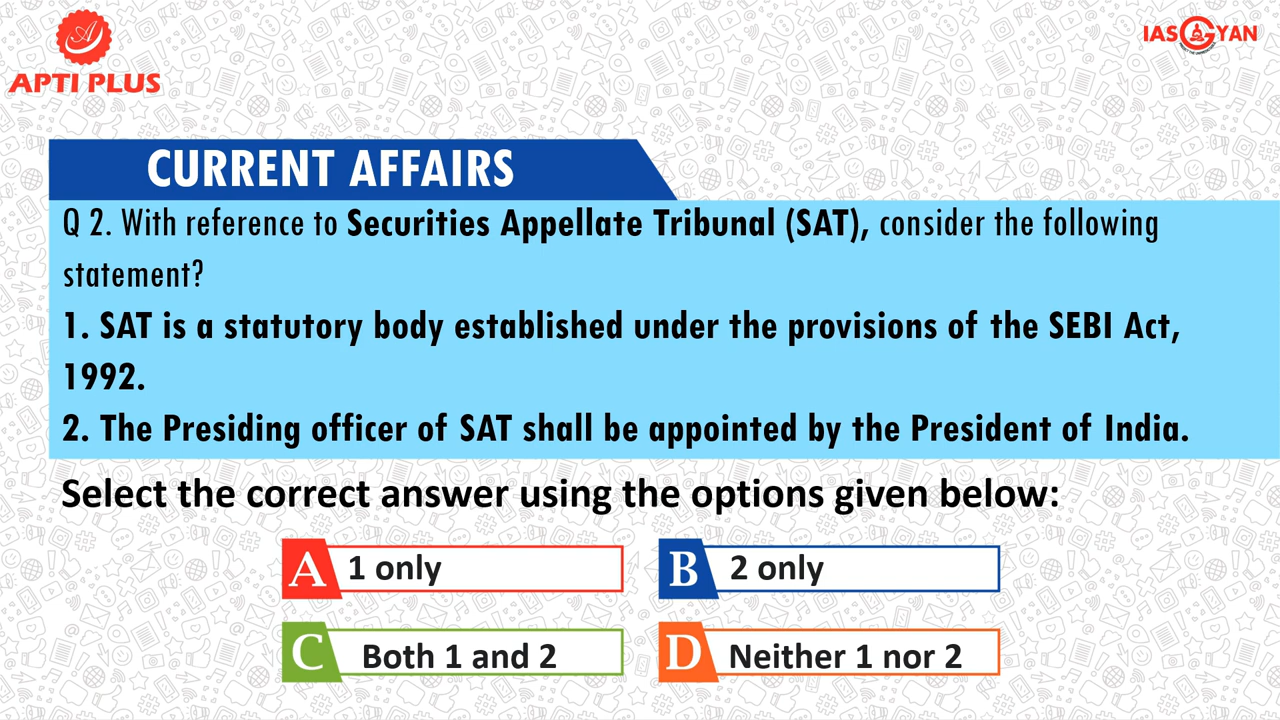 APTI PLUS
IAS GYAN
CURRENT AFFAIRS
Q 2. With reference to Securities Appellate Tribunal (SAT), consider the following
statement?
1. SAT is a statutory body established under the provisions of the SEBI Act,
1992.
2. The Presiding officer of SAT shall be appointed by the President of India.
Select the correct answer using the options given below:
A 1 only
B 2 only
C Both 1 and 2
D Neither 1 nor 2